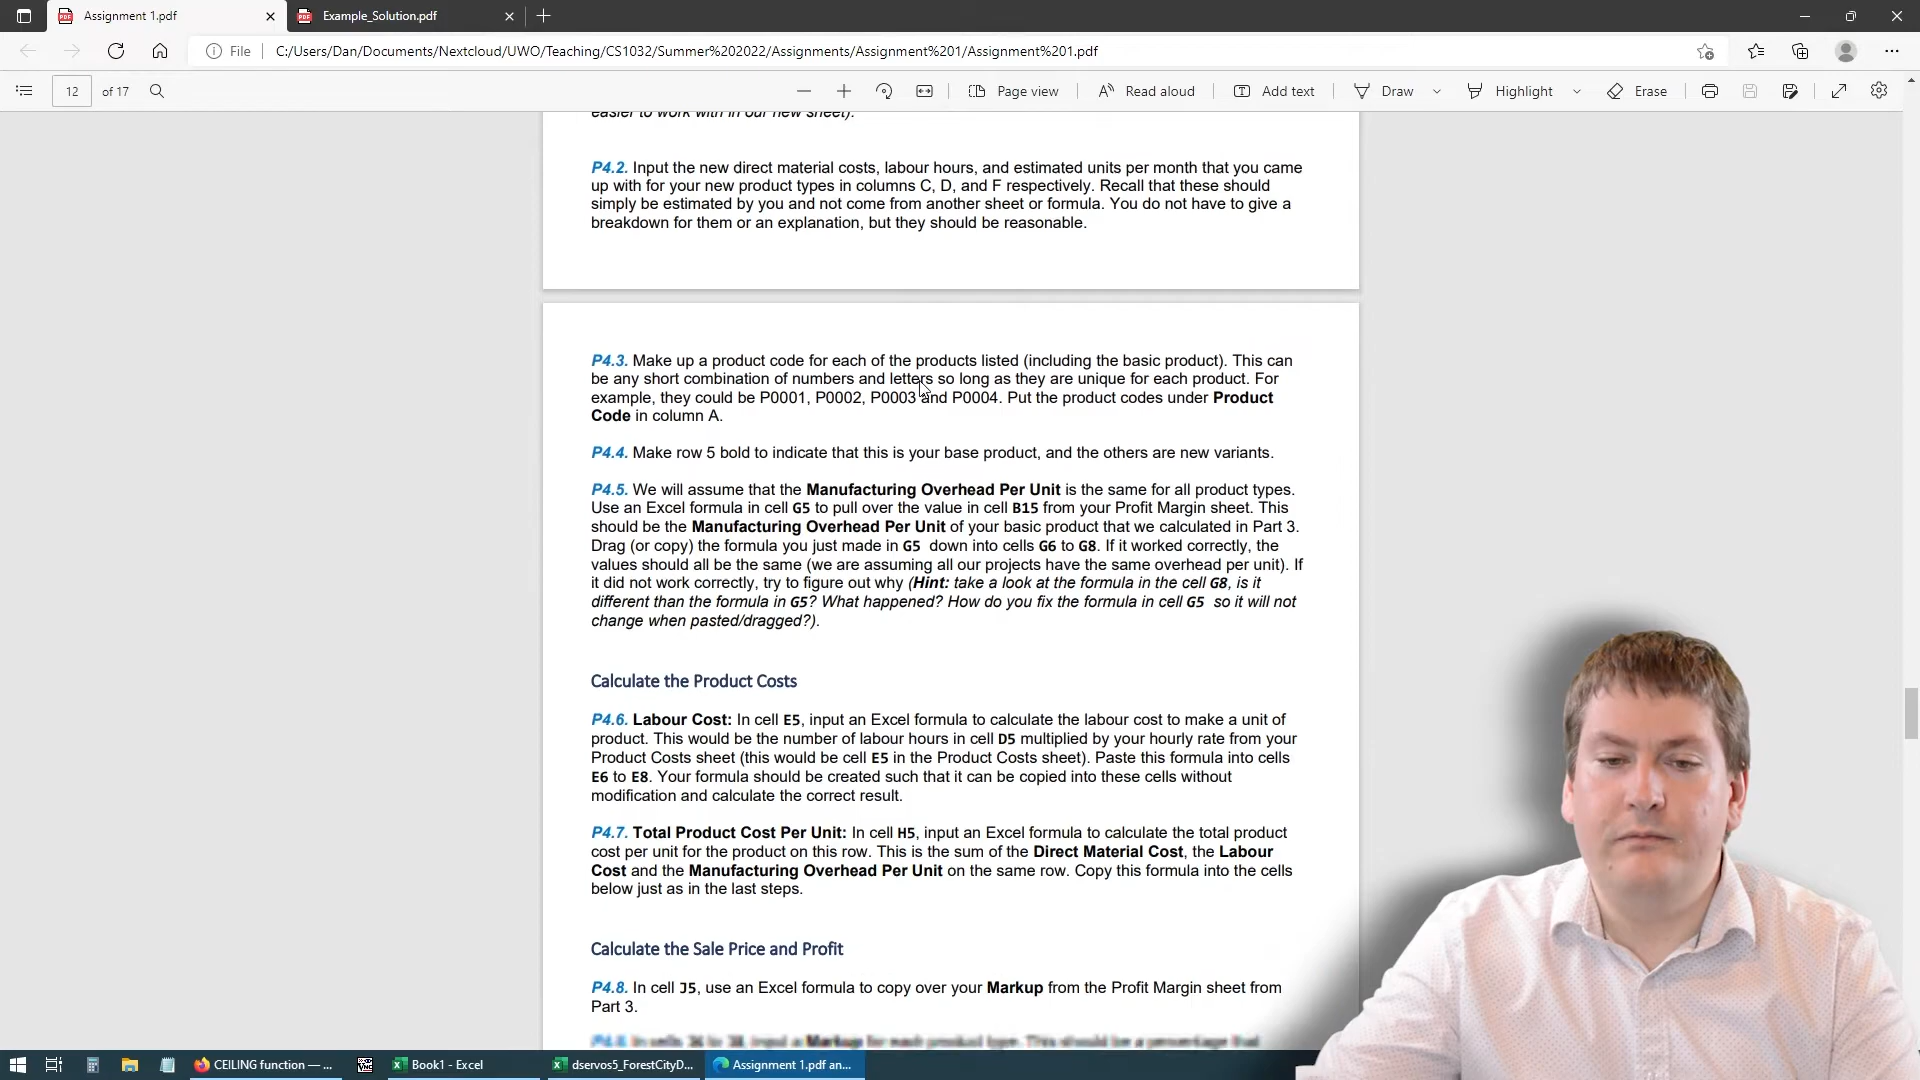 Assignment 1.pdf
Example_Solution.pdf
File
C:/Users/Dan/Documents/Nextcloud/UWO/Teaching/CS1032/Summer%202022/Assignments/Assignment%201/Assignment%201.pdf
12 of 17
Page view
Read aloud
Add text
Draw
Highlight
Erase
easier to work with in our new sheet).
P4.2. Input the new direct material costs, labour hours, and estimated units per month that you came
up with for your new product types in columns C, D, and F respectively. Recall that these should
simply be estimated by you and not come from another sheet or formula. You do not have to give a
breakdown for them or an explanation, but they should be reasonable.
P4.3. Make up a product code for each of the products listed (including the basic product). This can
be any short combination of numbers and letters so long as they are unique for each product. For
example, they could be P0001, P0002, P0003 and P0004. Put the product codes under Product
Code in column A.
P4.4. Make row 5 bold to indicate that this is your base product, and the others are new variants.
P4.5. We will assume that the Manufacturing Overhead Per Unit is the same for all product types.
Use an Excel formula in cell G5 to pull over the value in cell B15 from your Profit Margin sheet. This
should be the Manufacturing Overhead Per Unit of your basic product that we calculated in Part 3.
Drag (or copy) the formula you just made in G5 down into cells G6 to G8. If it worked correctly, the
values should all be the same (we are assuming all our projects have the same overhead per unit). If
it did not work correctly, try to figure out why (Hint: take a look at the formula in the cell G8, is it
different than the formula in G5? What happened? How do you fix the formula in cell G5 so it will not
change when pasted/dragged?).
Calculate the Product Costs
P4.6. Labour Cost: In cell E5, input an Excel formula to calculate the labour cost to make a unit of
product. This would be the number of labour hours in cell D5 multiplied by your hourly rate from your
Product Costs sheet (this would be cell E5 in the Product Costs sheet). Paste this formula into cells
E6 to E8. Your formula should be created such that it can be copied into these cells without
modification and calculate the correct result.
P4.7. Total Product Cost Per Unit: In cell H5, input an Excel formula to calculate the total product
cost per unit for the product on this row. This is the sum of the Direct Material Cost, the Labour
Cost and the Manufacturing Overhead Per Unit on the same row. Copy this formula into the cells
below just as in the last steps.
Calculate the Sale Price and Profit
P4.8. In cell J5, use an Excel formula to copy over your Markup from the Profit Margin sheet from
Part 3.
CEILING function — ...
Book1 - Excel
dservos5_ForestCityD...
Assignment 1.pdf an...